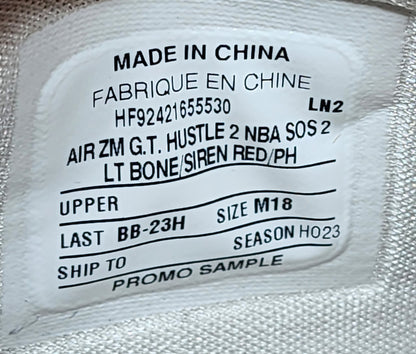 MADE IN CHINA
FABRIQUE EN CHINE
HF92421655530 LN2
AIR ZM G.T. HUSTLE 2 NBA SOS 2
LT BONE/SIREN RED/PH
UPPER
LAST BB-23H SIZE M18
SHIP TO SEASON HO23
PROMO SAMPLE